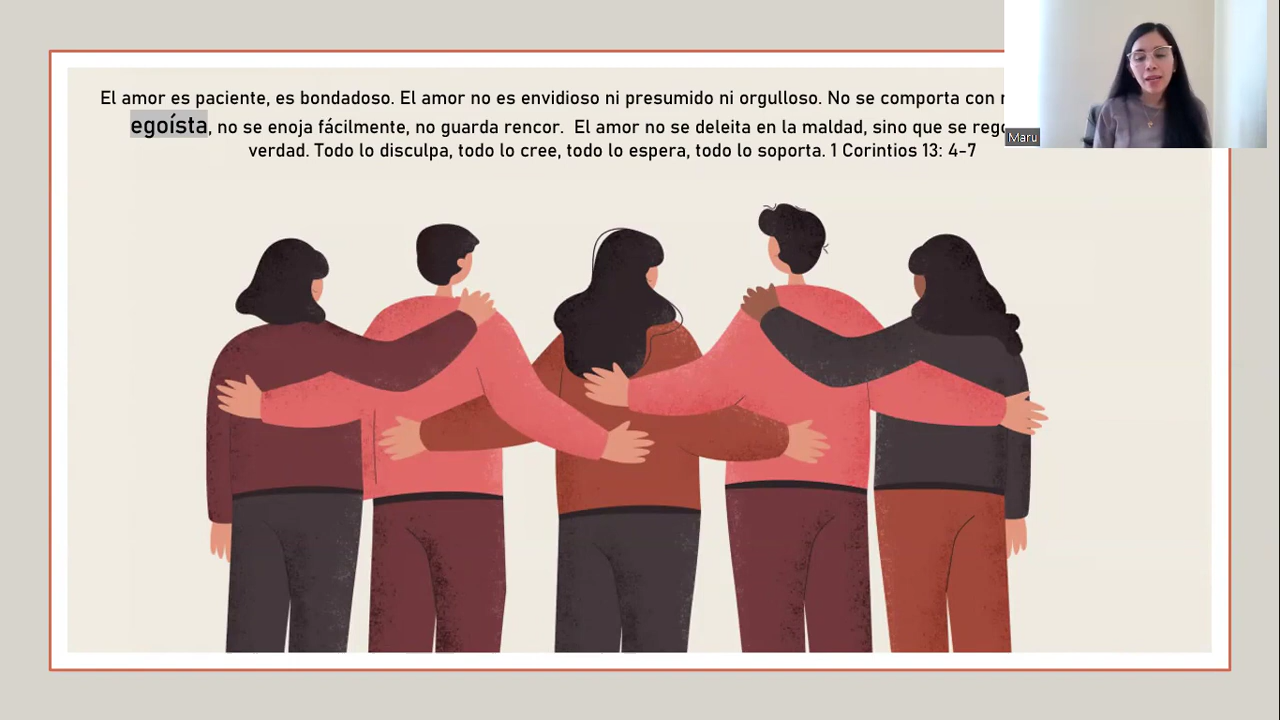 El amor es paciente, es bondadoso. El amor no es envidioso ni presumido ni orgulloso. No se comporta con
egoísta, no se enoja fácilmente, no guarda rencor. El amor no se deleita en la maldad, sino que se
verdad. Todo lo disculpa, todo lo cree, todo lo espera, todo lo soporta. 1 Corintios 13: 4-7
Maru